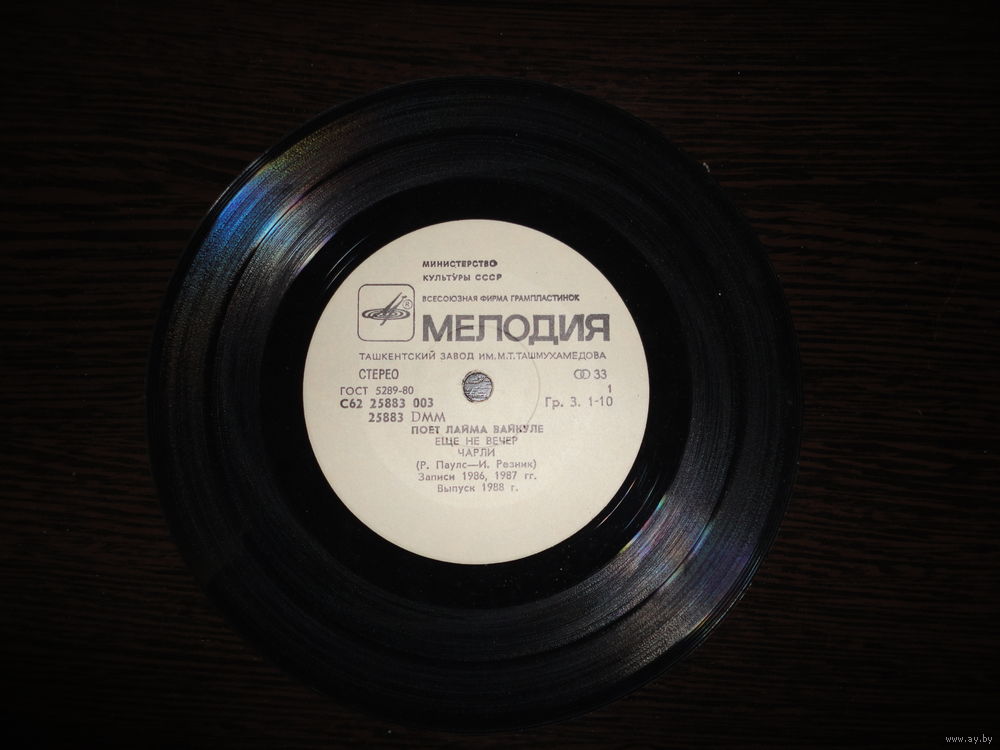 МИНИСТЕРСТВО
КУЛЬТУРЫ СССР
ВСЕСОЮЗНАЯ ФИРМА ГРАМПЛАСТИНОК
МЕЛОДИЯ
ТАШКЕНТСКИЙ ЗАВОД ИМ. М.Т. ТАШМУХАМЕДОВА
СТЕРЕО 33
ГОСТ 5289-80 1
С62 25883 003 Гр. 3. 1-10
25883 DMM
ПОЕТ ЛАЙМА ВАЙКУЛЕ
ЕЩЕ НЕ ВЕЧЕР
ЧАРЛИ
(Р. Паулс—И. Резник)
Записи 1986, 1987 гг.
Выпуск 1988 г.
www.ay.by